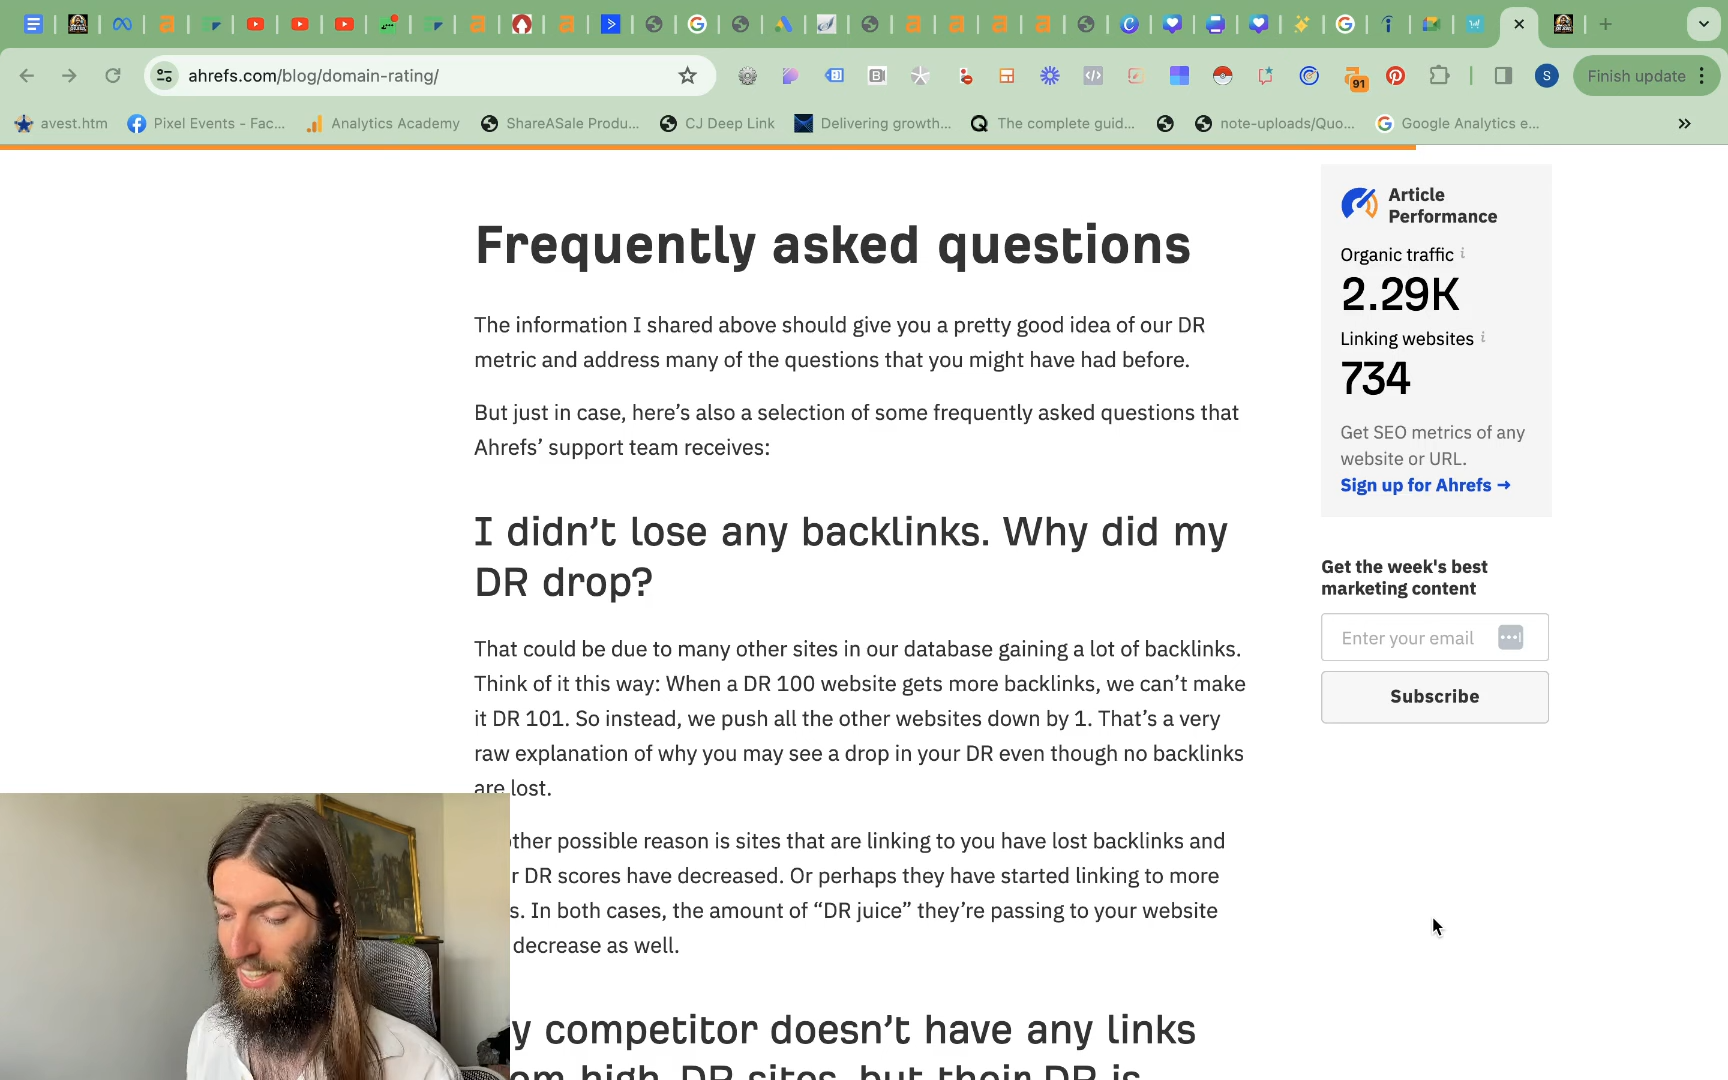 ahrefs.com/blog/domain-rating/
S
Finish update
91
avest.htm
Pixel Events - Fac...
Analytics Academy
ShareASale Produ...
CJ Deep Link
Delivering growth...
The complete guid...
note-uploads/Quo...
Google Analytics e...
Frequently asked questions
The information I shared above should give you a pretty good idea of our DR
metric and address many of the questions that you might have had before.
But just in case, here’s also a selection of some frequently asked questions that
Ahrefs’ support team receives:
I didn’t lose any backlinks. Why did my
DR drop?
That could be due to many other sites in our database gaining a lot of backlinks.
Think of it this way: When a DR 100 website gets more backlinks, we can’t make
it DR 101. So instead, we push all the other websites down by 1. That’s a very
raw explanation of why you may see a drop in your DR even though no backlinks
are lost.
possible reason is sites that are linking to you have lost backlinks and
DR scores have decreased. Or perhaps they have started linking to more
In both cases, the amount of “DR juice” they’re passing to your website
decrease as well.
competitor doesn’t have any links
high-DR sites, but their DR is
Article
Performance
Organic traffic
2.29K
Linking websites
734
Get SEO metrics of any
website or URL.
Sign up for Ahrefs →
Get the week's best
marketing content
Enter your email
Subscribe